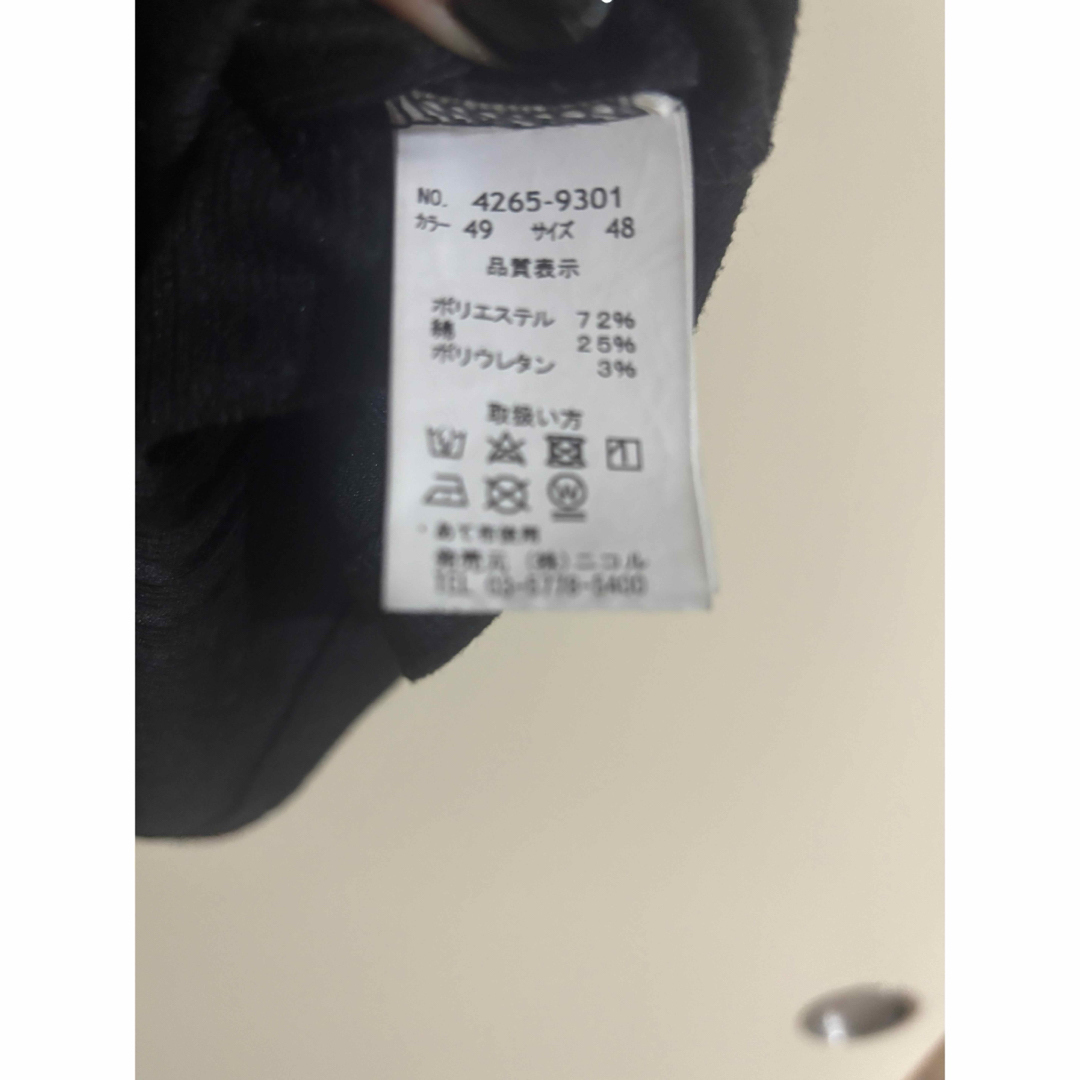 NO. 4265-9301
カラー 49 サイズ 48
品質表示
ポリエステル 72%
綿 25%
ポリウレタン 3%
取扱い方
W
・あて布使用
発売元 (株)ニコル
TEL 03-5778-5400